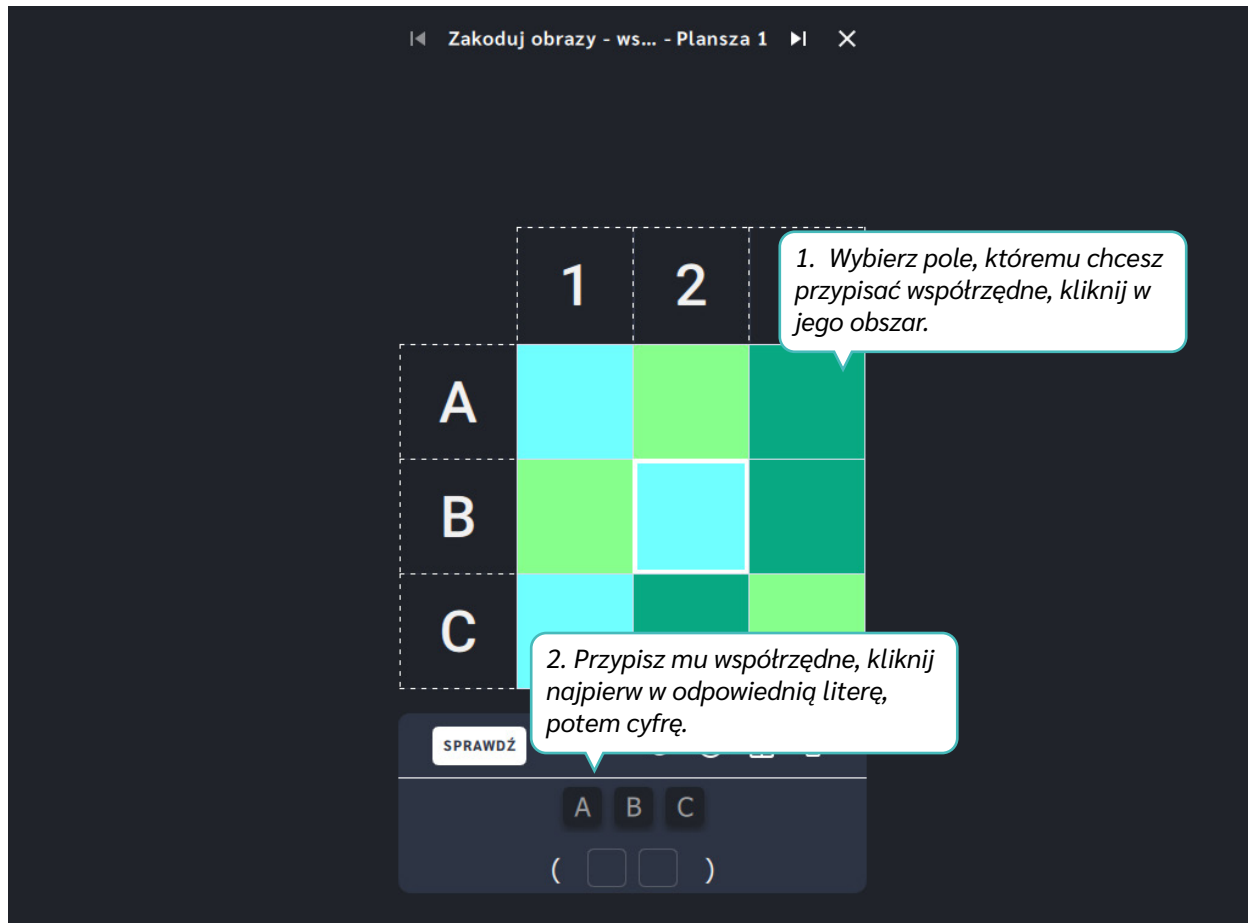 Zakoduj obrazy - ws... - Plansza 1
1 2
1. Wybierz pole, któremu chcesz
przypisać współrzędne, kliknij w
jego obszar.
A
B
C
2. Przypisz mu współrzędne, kliknij
najpierw w odpowiednią literę,
potem cyfrę.
SPRAWDŹ
A B C
( )